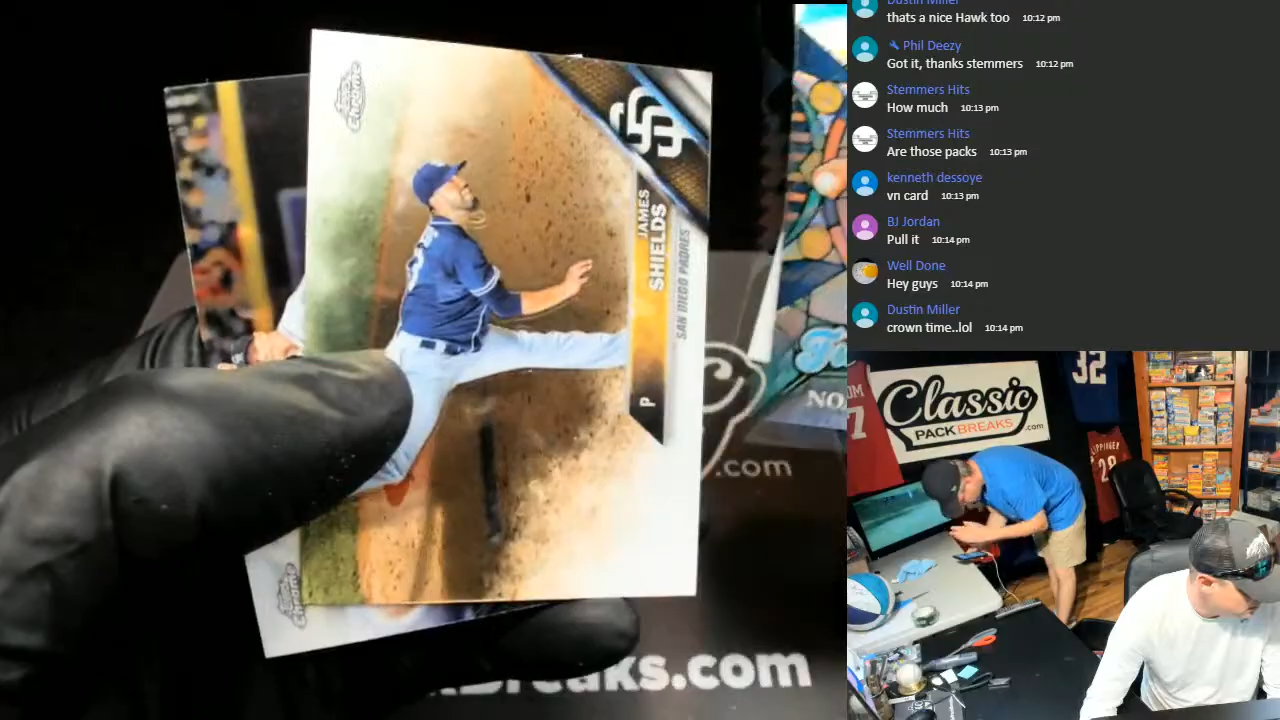 Dustin Miller
thats a nice Hawk too 10:12 pm
Phil Deezy
Got it, thanks stemmers 10:12 pm
Stemmers Hits
How much 10:13 pm
Stemmers Hits
Are those packs 10:13 pm
kenneth dessoye
vn card 10:13 pm
BJ Jordan
Pull it 10:14 pm
Well Done
Hey guys 10:14 pm
Dustin Miller
crown time..lol 10:14 pm
Topps
Chrome
SD
JAMES
SHIELDS
SAN DIEGO PADRES
P
Chrome
NO
.com
Breaks.com
Classic
PACK BREAKS.com
32
7
28